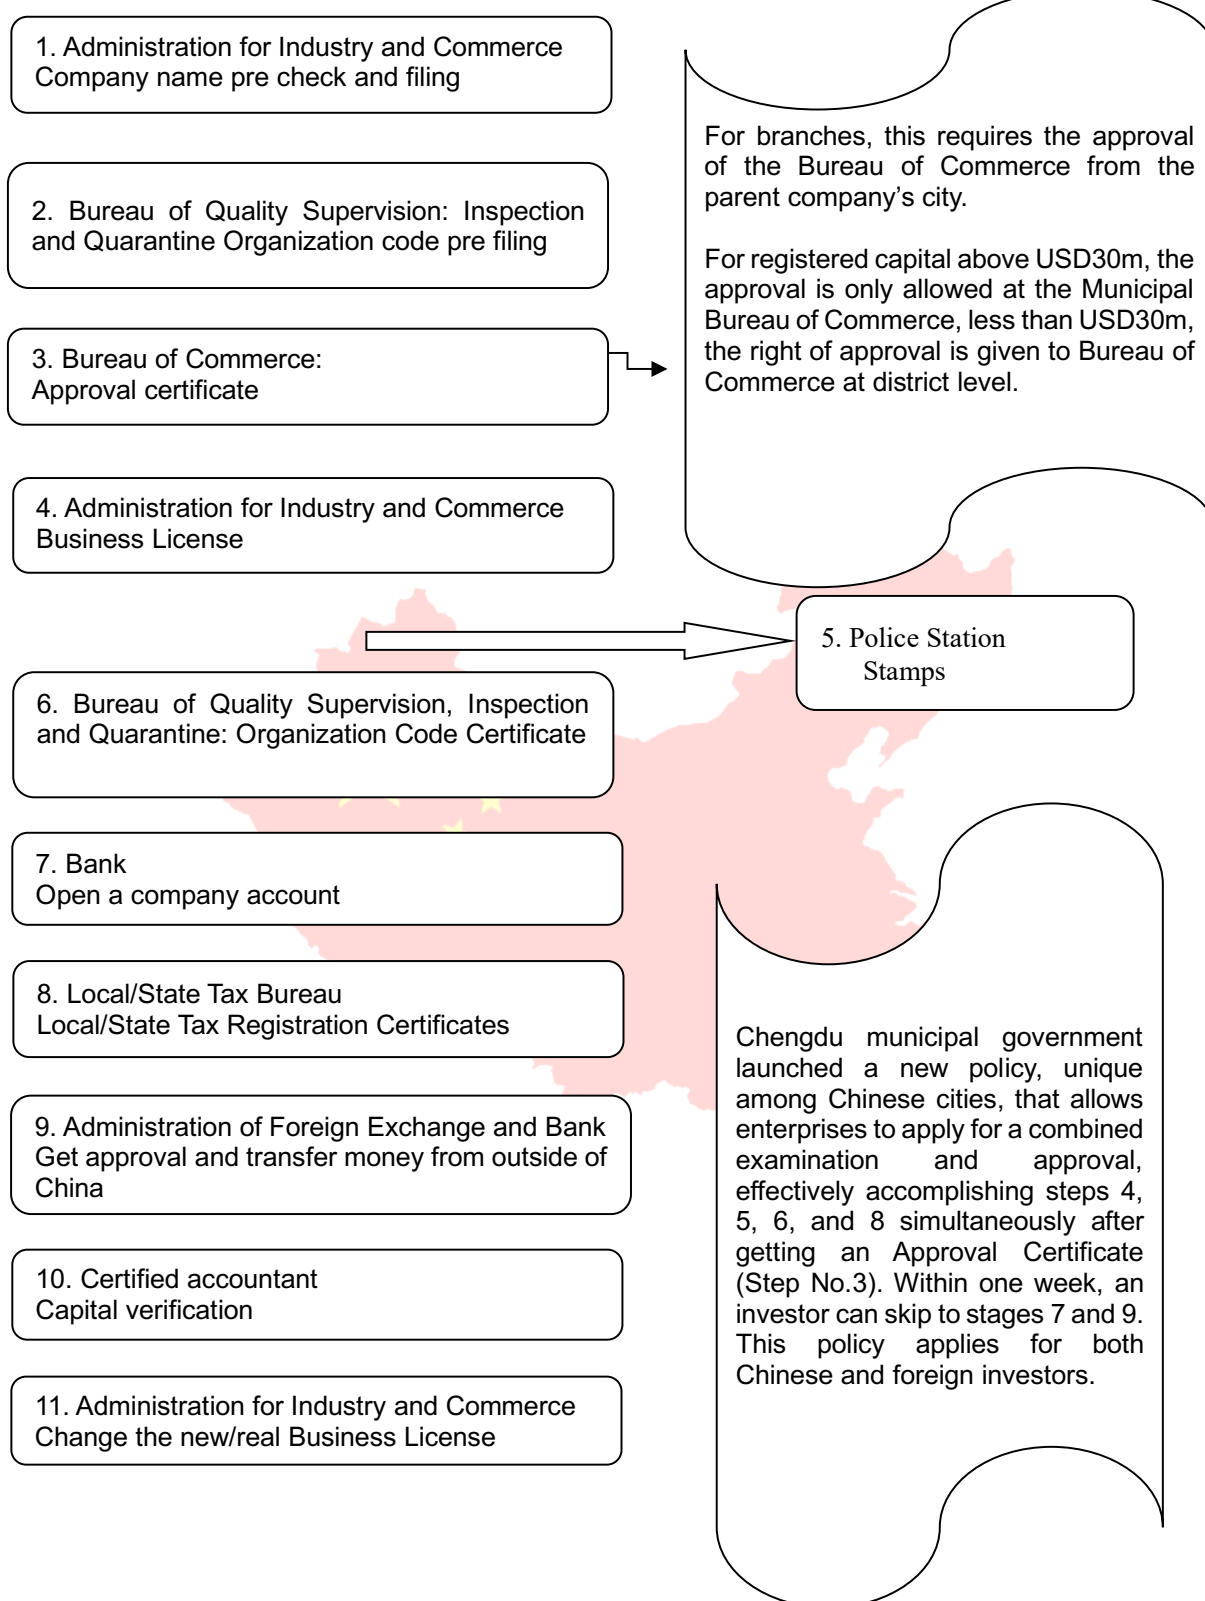 1. Administration for Industry and Commerce
Company name pre check and filing
2. Bureau of Quality Supervision: Inspection
and Quarantine Organization code pre filing
3. Bureau of Commerce:
Approval certificate
For branches, this requires the approval
of the Bureau of Commerce from the
parent company’s city.
For registered capital above USD30m, the
approval is only allowed at the Municipal
Bureau of Commerce, less than USD30m,
the right of approval is given to Bureau of
Commerce at district level.
4. Administration for Industry and Commerce
Business License
5. Police Station
Stamps
6. Bureau of Quality Supervision, Inspection
and Quarantine: Organization Code Certificate
7. Bank
Open a company account
8. Local/State Tax Bureau
Local/State Tax Registration Certificates
9. Administration of Foreign Exchange and Bank
Get approval and transfer money from outside of
China
10. Certified accountant
Capital verification
11. Administration for Industry and Commerce
Change the new/real Business License
Chengdu municipal government
launched a new policy, unique
among Chinese cities, that allows
enterprises to apply for a combined
examination and approval,
effectively accomplishing steps 4,
5, 6, and 8 simultaneously after
getting an Approval Certificate
(Step No.3). Within one week, an
investor can skip to stages 7 and 9.
This policy applies for both
Chinese and foreign investors.